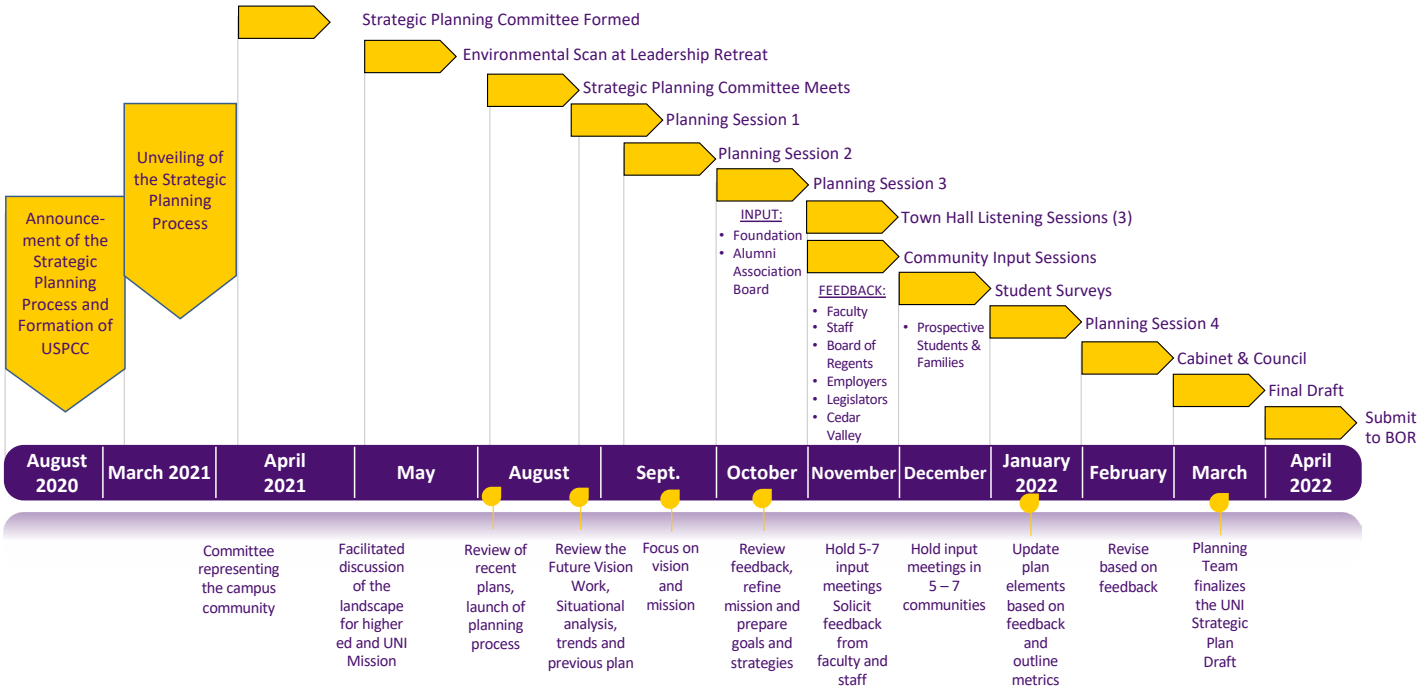 Strategic Planning Committee Formed
Environmental Scan at Leadership Retreat
Strategic Planning Committee Meets
Planning Session 1
Planning Session 2
Planning Session 3
Town Hall Listening Sessions (3)
Community Input Sessions
Student Surveys
Planning Session 4
Cabinet & Council
Final Draft
Submit
to BOR
Announce-
ment of the
Strategic
Planning
Process and
Formation of
USPCC
Unveiling of
the Strategic
Planning
Process
INPUT:
• Foundation
• Alumni
Association
Board
FEEDBACK:
• Faculty
• Staff
• Board of
Regents
• Employers
• Legislators
• Cedar
Valley
• Prospective
Students &
Families
August
2020
March 2021
April
2021
May
August
Sept.
October
November
December
January
2022
February
March
April
2022
Committee
representing
the campus
community
Facilitated
discussion
of the
landscape
for higher
ed and UNI
Mission
Review of
recent
plans,
launch of
planning
process
Review the
Future Vision
Work,
Situational
analysis,
trends and
previous plan
Focus on
vision
and
mission
Review
feedback,
refine
mission and
prepare
goals and
strategies
Hold 5-7
input
meetings
Solicit
feedback
from
faculty and
staff
Hold input
meetings in
5 – 7
communities
Update
plan
elements
based on
feedback
and
outline
metrics
Revise
based on
feedback
Planning
Team
finalizes
the UNI
Strategic
Plan
Draft